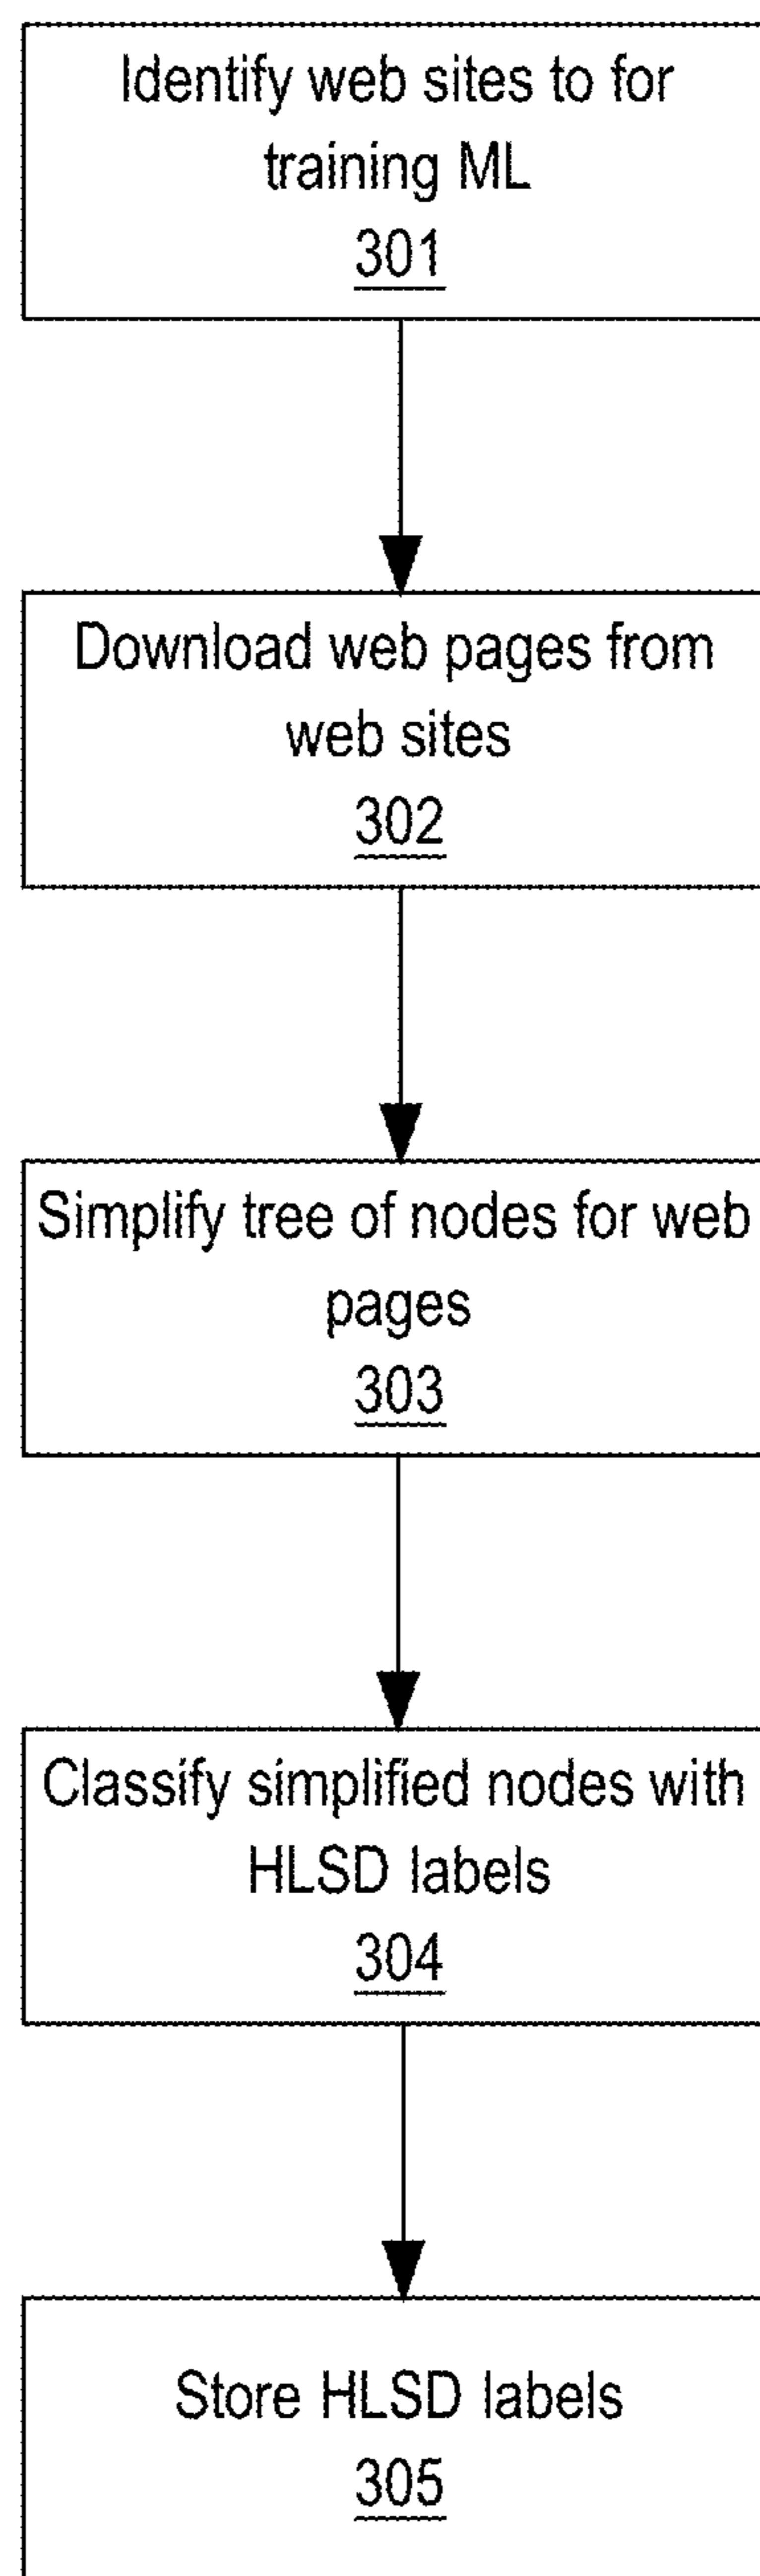 Identify web sites to for
training ML
301
Download web pages from
web sites
302
Simplify tree of nodes for web
pages
303
Classify simplified nodes with
HLSD labels
304
Store HLSD labels
305